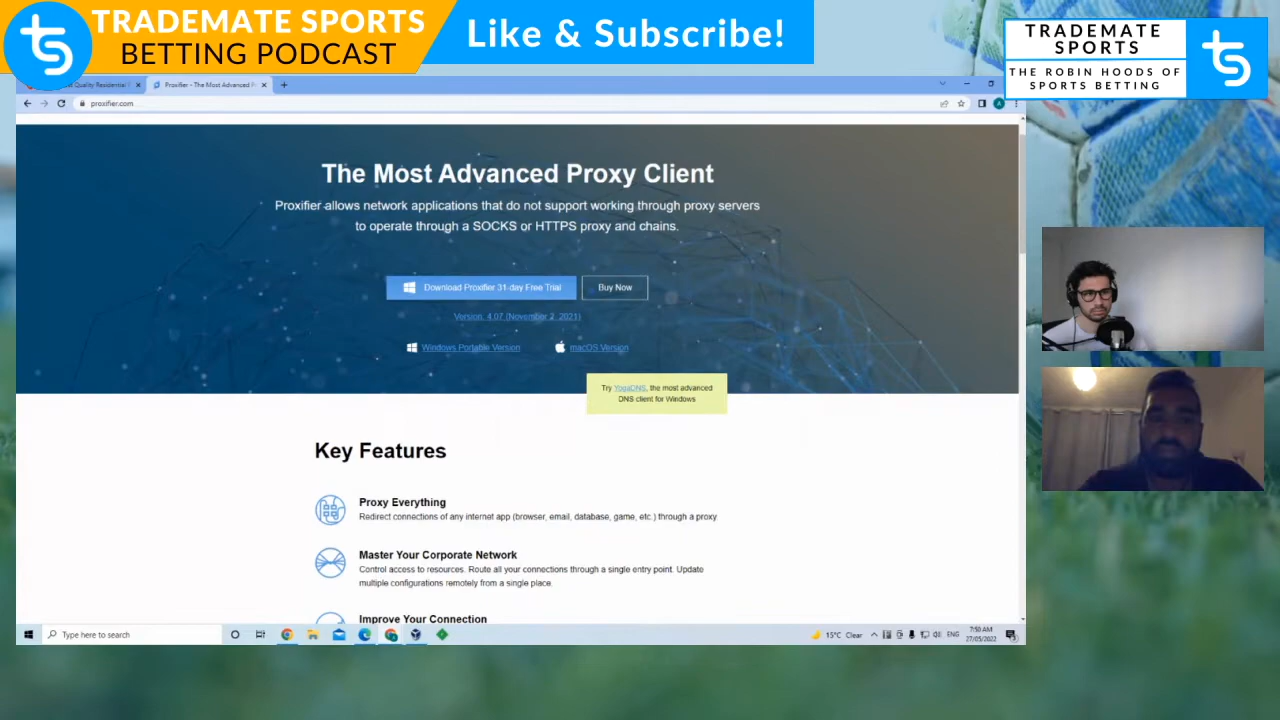 TRADEMATE SPORTS
BETTING PODCAST
Like & Subscribe!
TRADEMATE
SPORTS
THE ROBIN HOODS OF
SPORTS BETTING
Quality Residential
Proxifier - The Most Advanced P
proxifier.com
The Most Advanced Proxy Client
Proxifier allows network applications that do not support working through proxy servers
to operate through a SOCKS or HTTPS proxy and chains.
Download Proxifier 31-day Free Trial
Buy Now
Version: 4.07 (November 2, 2021)
Windows Portable Version
macOS Version
Try YogaDNS, the most advanced
DNS client for Windows
Key Features
Proxy Everything
Redirect connections of any internet app (browser, email, database, game, etc.) through a proxy.
Master Your Corporate Network
Control access to resources. Route all your connections through a single entry point. Update
multiple configurations remotely from a single place.
Improve Your Connection
Type here to search
15°C Clear
ENG
7:50 AM
27/05/2022